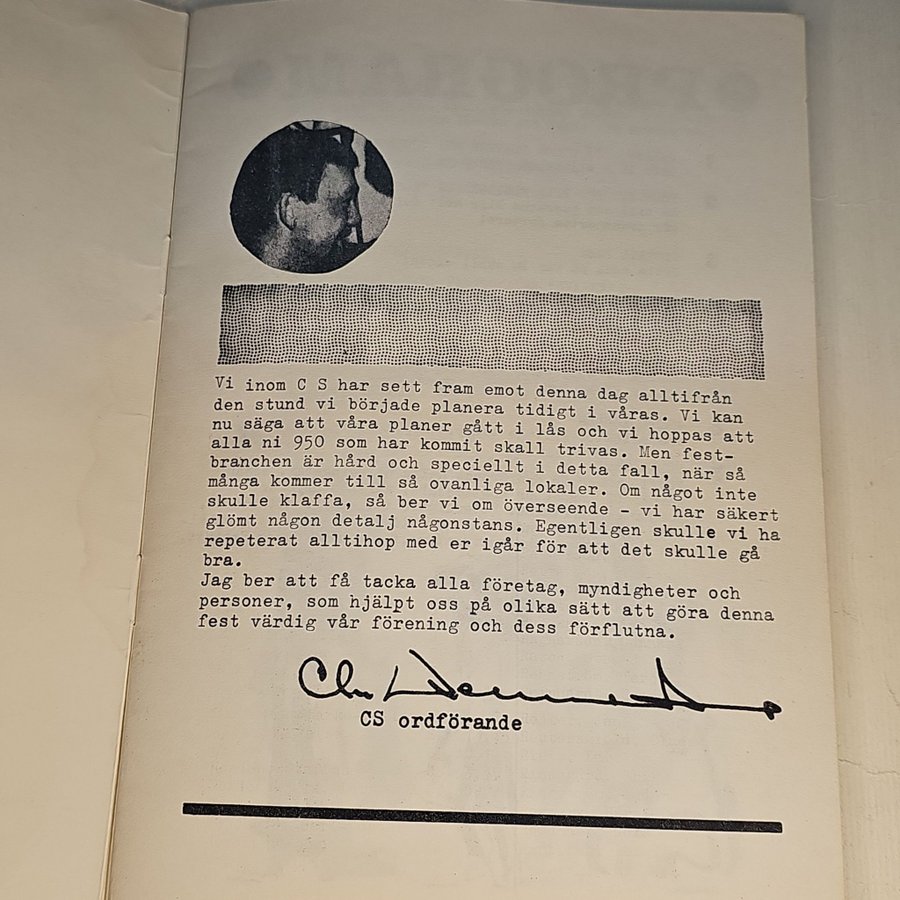 Vi inom C S har sett fram emot denna dag alltifrån
den stund vi började planera tidigt i våras. Vi kan
nu säga att våra planer gått i lås och vi hoppas att
alla ni 950 som har kommit skall trivas. Men fest-
branchen är hård och speciellt i detta fall, när så
många kommer till så ovanliga lokaler. Om något inte
skulle klaffa, så ber vi om överseende - vi har säkert
glömt någon detalj någonstans. Egentligen skulle vi ha
repeterat alltihop med er igår för att det skulle gå
bra.
Jag ber att få tacka alla företag, myndigheter och
personer, som hjälpt oss på olika sätt att göra denna
fest värdig vår förening och dess förflutna.
CS ordförande